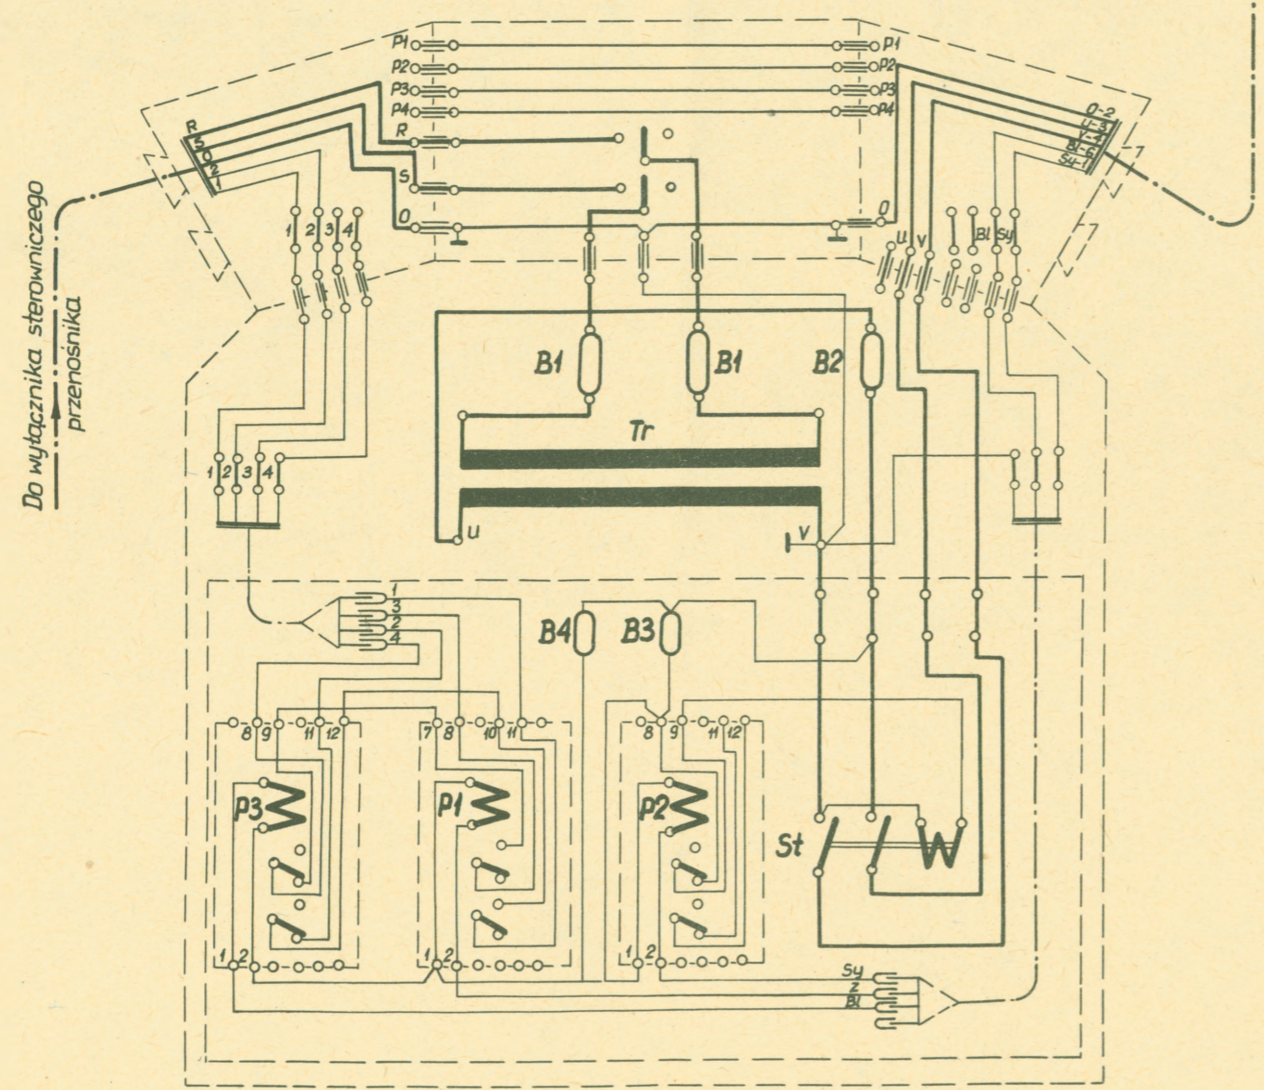 Do wyłącznika sterowniczego
przenośnika
P1
P2
P3
P4
R
S
O
P1
P2
P3
P4
O
R
S
O
2
1
O-2
Sy-1
1
2
3
4
U
V
Bl
Sy
B1
B1
B2
Tr
U
V
1
2
3
4
1
3
2
4
B4
B3
8
9
11
12
7
8
10
11
8
9
11
12
P3
P1
P2
St
1
2
1
2
1
2
Sy
Z
Bl